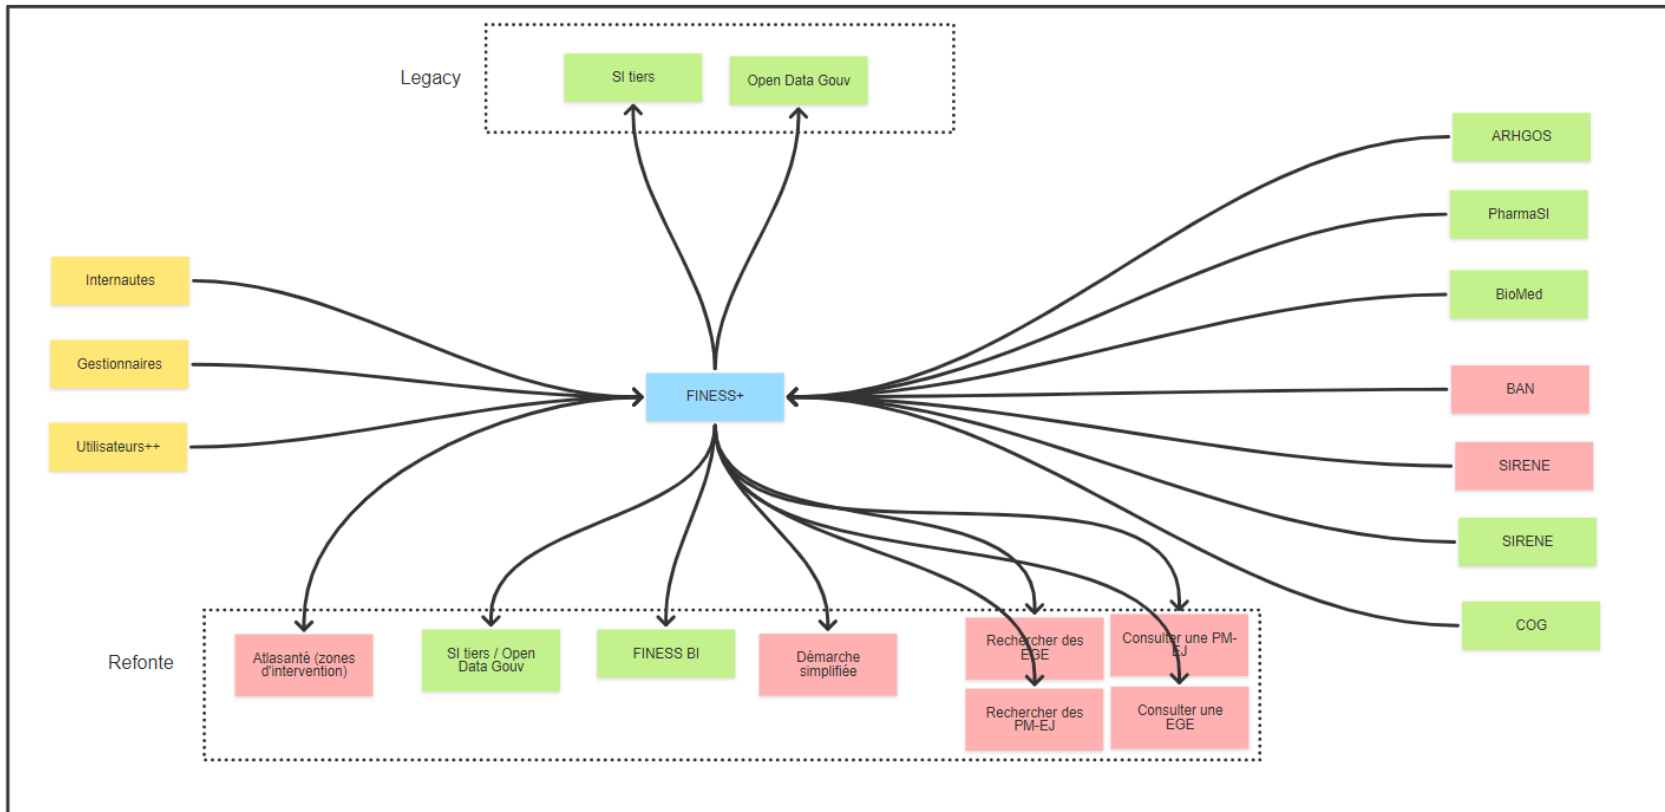 Legacy
SI tiers
Open Data Gouv
ARHGOS
PharmaSI
BioMed
BAN
SIRENE
SIRENE
COG
Internautes
Gestionnaires
Utilisateurs++
FINESS+
Refonte
Atlasanté (zones
d'intervention)
SI tiers / Open
Data Gouv
FINESS BI
Démarche
simplifiée
Rechercher des
EGE
Consulter une PM-
EJ
Rechercher des
PM-EJ
Consulter une
EGE